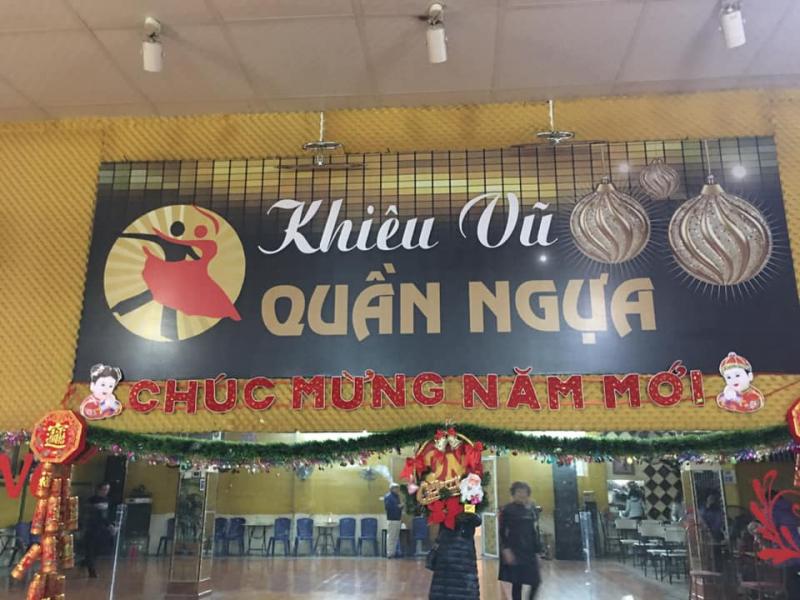 Khiêu Vũ
QUẦN NGỰA
CHÚC MỪNG NĂM MỚI